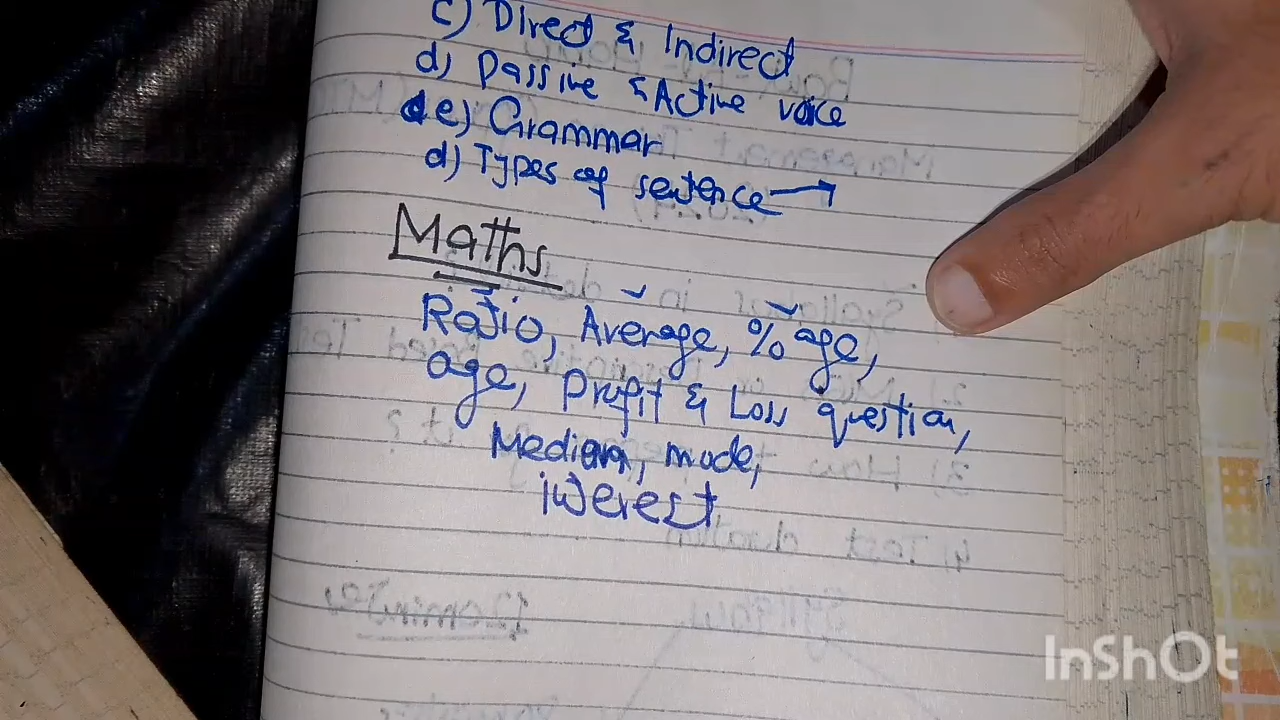 c) Direct & Indirect
d) Passive & Active voice
e) Grammar
d) Types of sentence →
Maths
Ratio, Average, %age,
age, Profit & Loss question,
Median, mode,
interest
InShOt